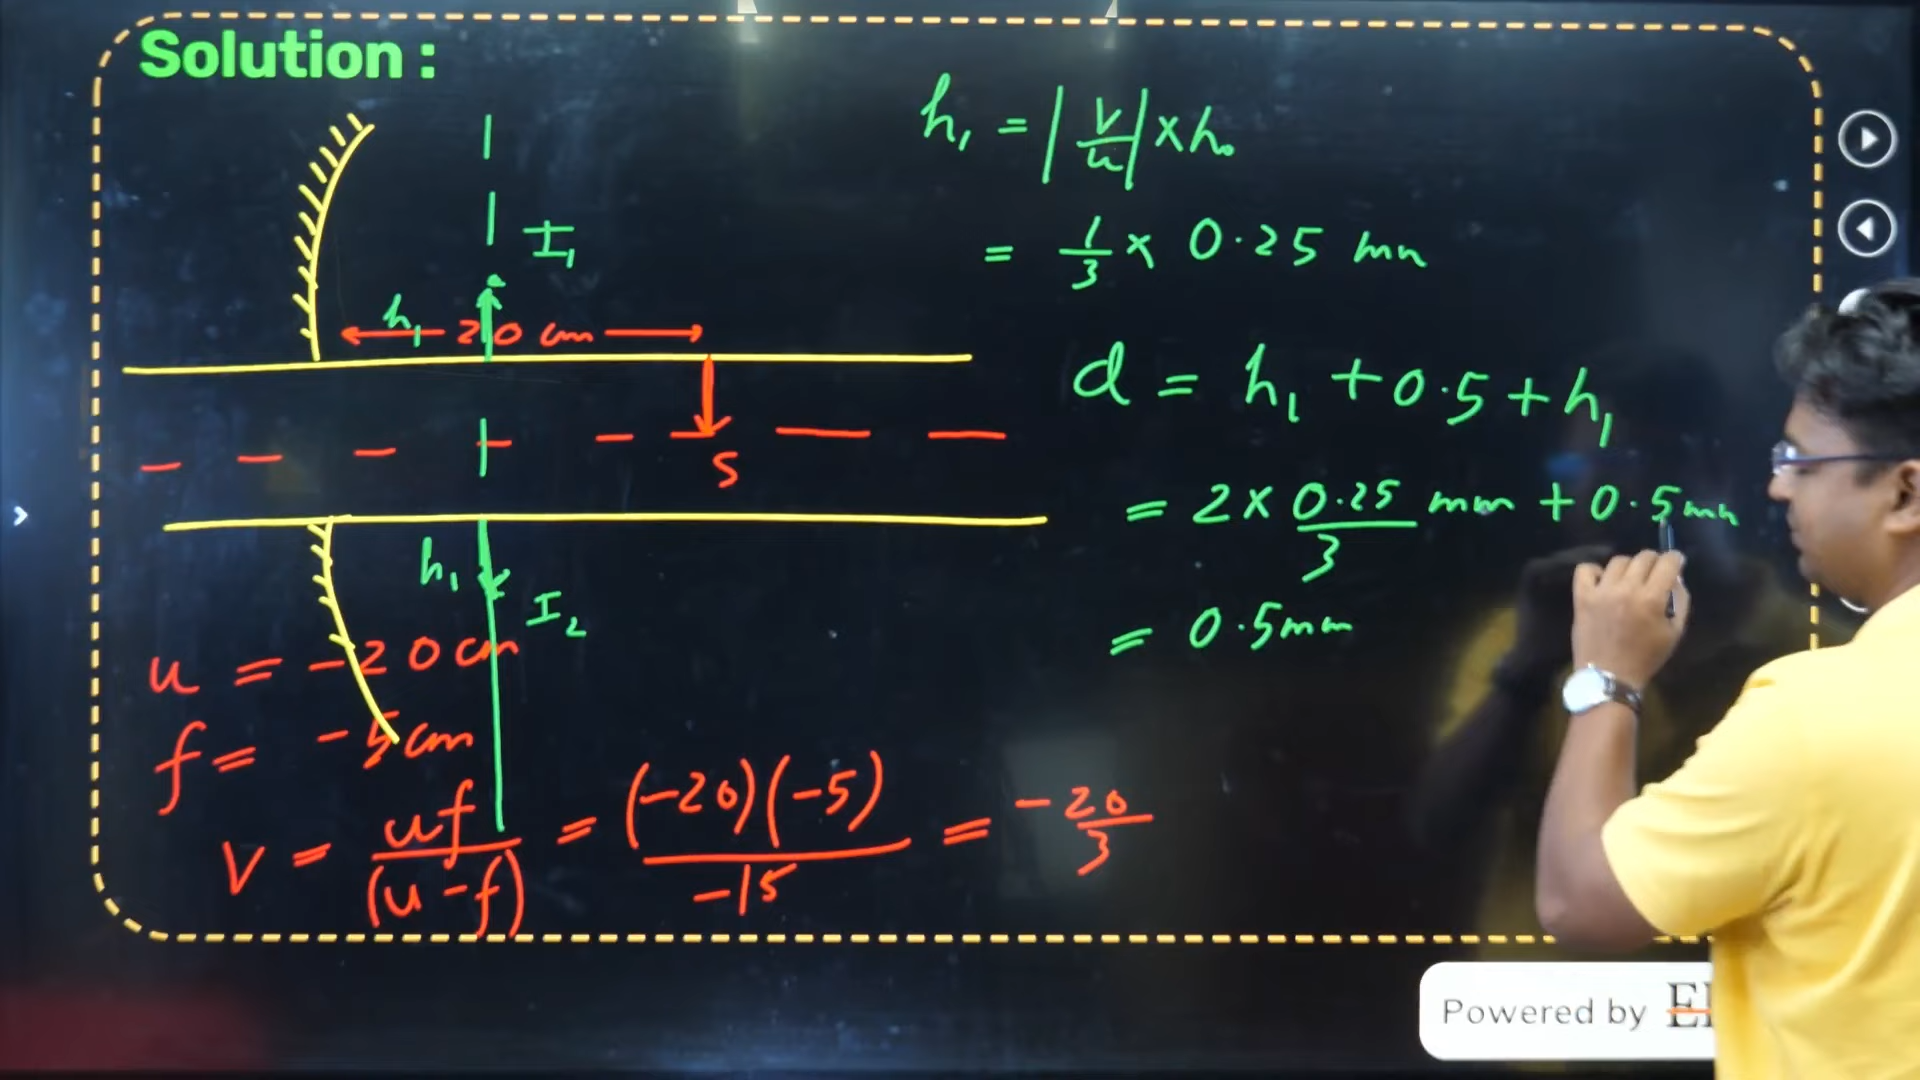 Solution :
I₁
h₁
20 cm
S
h₁
I₂
u = -20 cm
f = -5 cm
v = uf/(u-f) = (-20)(-5)/-15 = -20/3
h₁ = |v/u| × h₀
= 1/3 × 0.25 mm
d = h₁ + 0.5 + h₁
= 2 × 0.25/3 mm + 0.5 mm
= 0.5 mm
Powered by